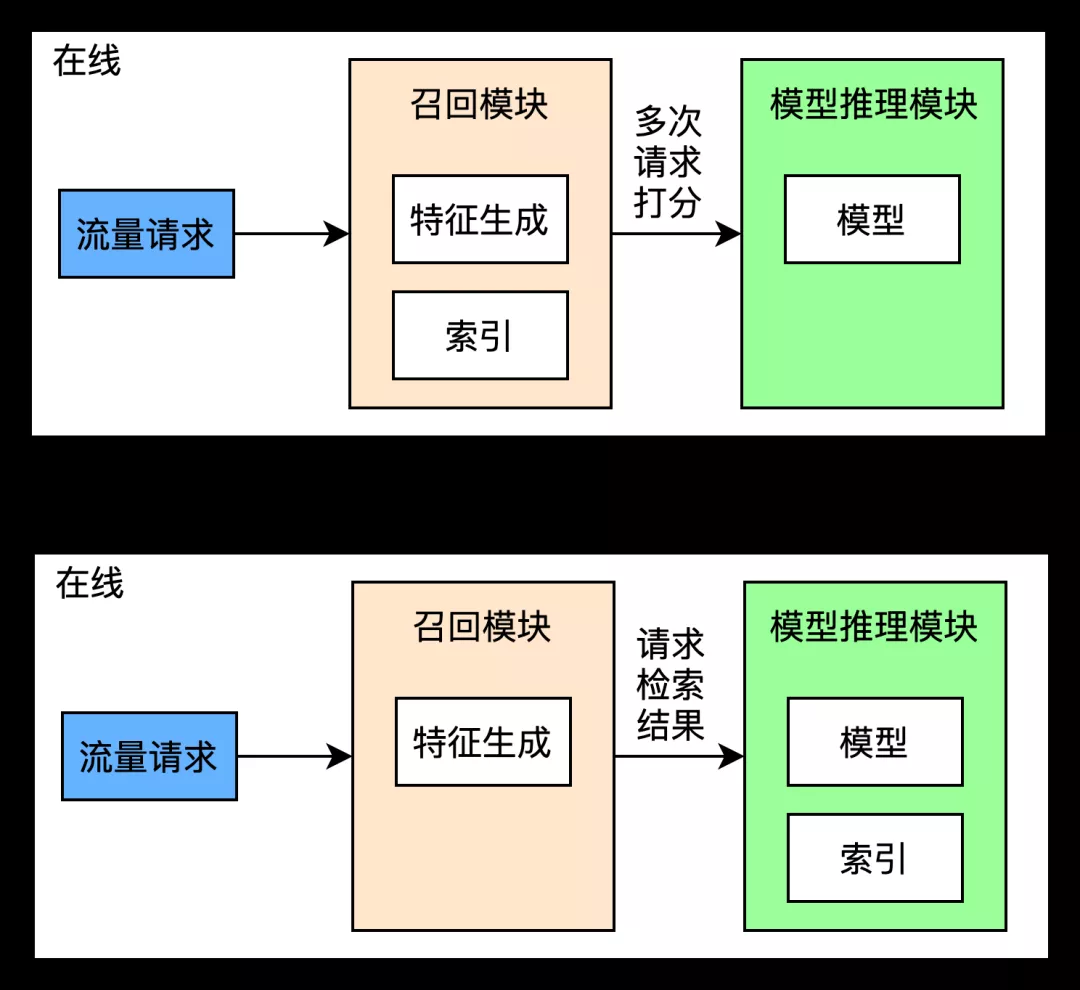 在线
流量请求
召回模块
特征生成
索引
多次
请求
打分
模型推理模块
模型
在线
流量请求
召回模块
特征生成
请求
检索
结果
模型推理模块
模型
索引